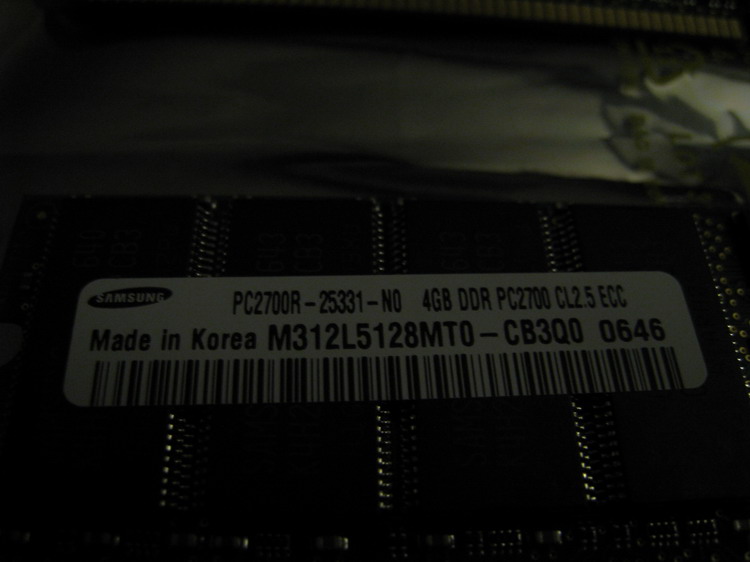 SAMSUNG PC2700R-25331-N0 4GB DDR PC2700 CL2.5 ECC
Made in Korea M312L5128MT0-CB3Q0 0646